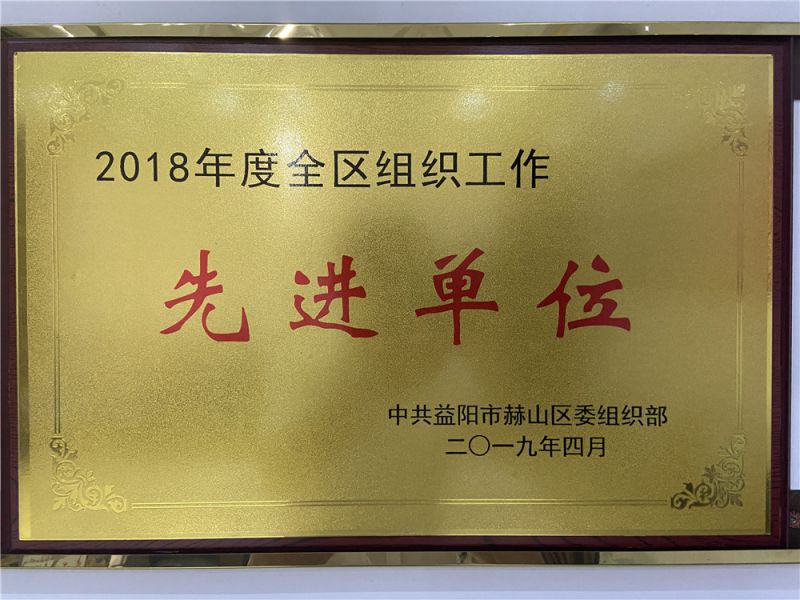 2018年度全区组织工作
先进单位
中共益阳市赫山区委组织部
二〇一九年四月